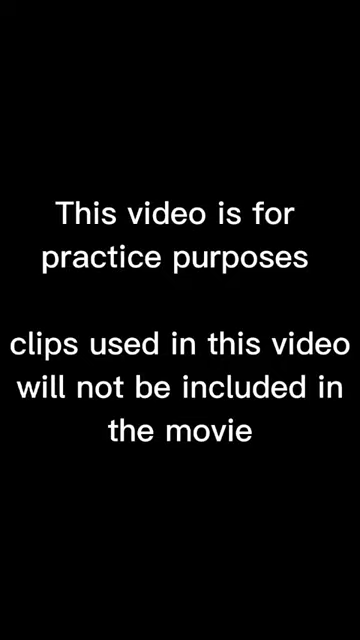 This video is for
practice purposes
clips used in this video
will not be included in
the movie